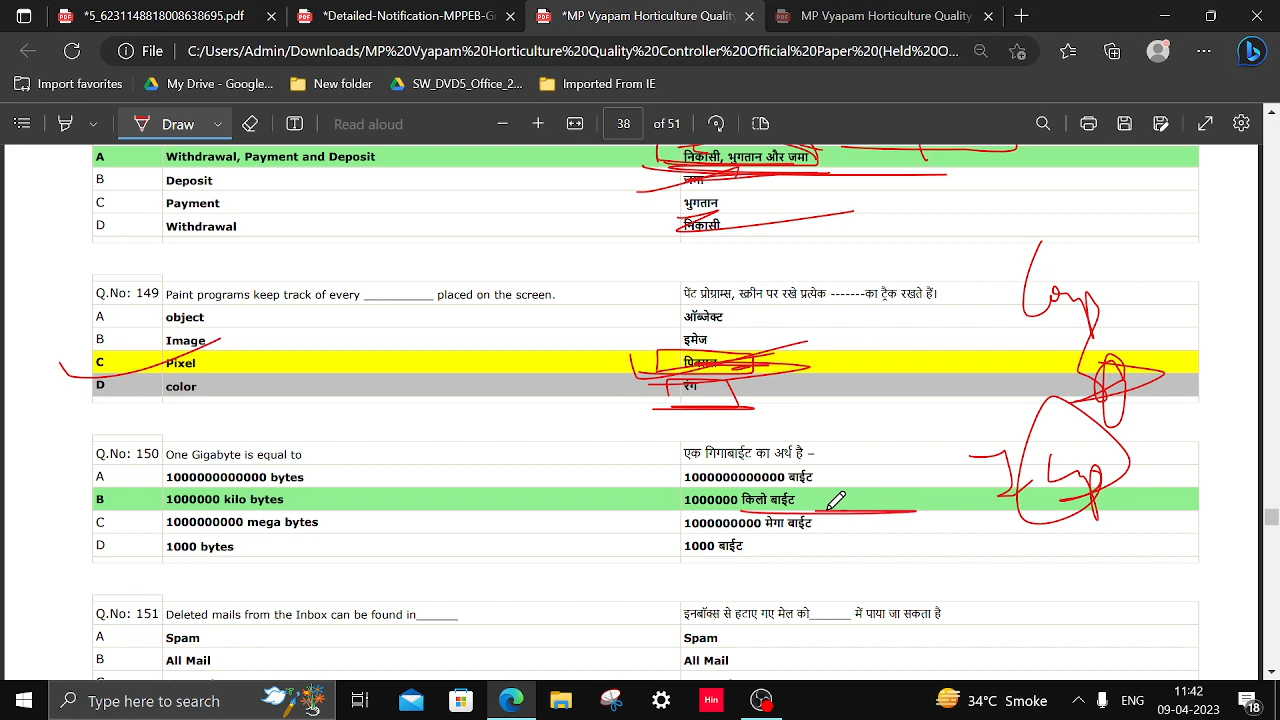 5_6231148618008638695.pdf
*Detailed-Notification-MPPEB-G
*MP Vyapam Horticulture Quality
MP Vyapam Horticulture Quality
File C:/Users/Admin/Downloads/MP%20Vyapam%20Horticulture%20Quality%20Controller%20Official%20Paper%20(Held%20O...
Import favorites My Drive - Google... New folder SW_DVD5_Office_2... Imported From IE
Draw Read aloud 38 of 51
A Withdrawal, Payment and Deposit निकासी, भुगतान और जमा
B Deposit जमा
C Payment भुगतान
D Withdrawal निकासी
Q.No: 149 Paint programs keep track of every __________ placed on the screen. पेंट प्रोग्राम्स, स्क्रीन पर रखे प्रत्येक -------का ट्रैक रखते हैं।
A object ऑब्जेक्ट
B Image इमेज
C Pixel
D color रंग
Q.No: 150 One Gigabyte is equal to एक गिगाबाईट का अर्थ है –
A 1000000000000 bytes 1000000000000 बाईट
B 1000000 kilo bytes 1000000 किलो बाईट
C 1000000000 mega bytes 1000000000 मेगा बाईट
D 1000 bytes 1000 बाईट
Q.No: 151 Deleted mails from the Inbox can be found in______ इनबॉक्स से हटाए गए मेल को______ में पाया जा सकता है
A Spam Spam
B All Mail All Mail
Type here to search Hin 34°C Smoke ENG 11:42
09-04-2023 18